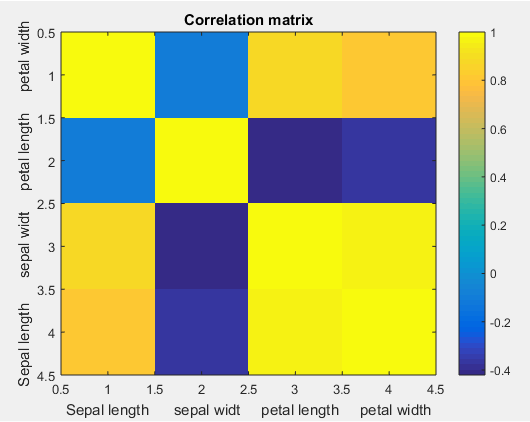 Correlation matrix
petal width
petal length
sepal widt
Sepal length
0.5
1
1.5
2
2.5
3
3.5
4
4.5
0.5 1 1.5 2 2.5 3 3.5 4 4.5
Sepal length sepal widt petal length petal width
1
0.8
0.6
0.4
0.2
0
-0.2
-0.4